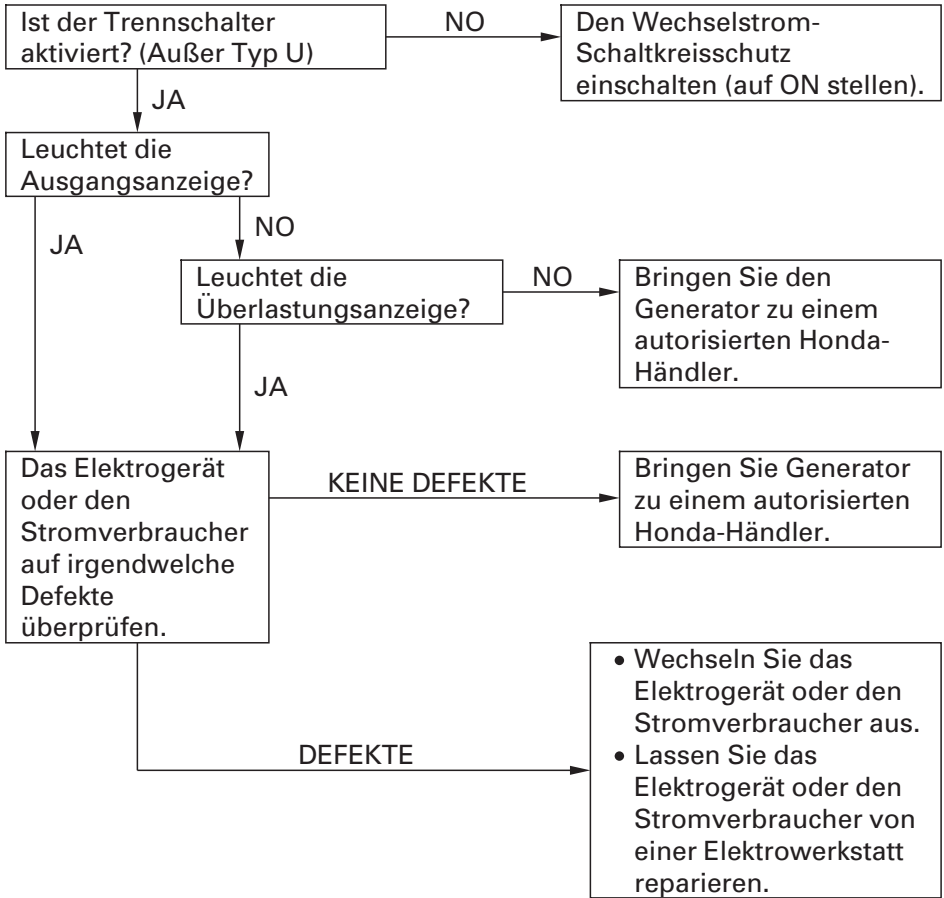 Ist der Trennschalter
aktiviert? (Außer Typ U)
NO
Den Wechselstrom-
Schaltkreisschutz
einschalten (auf ON stellen).
JA
Leuchtet die
Ausgangsanzeige?
JA
NO
Leuchtet die
Überlastungsanzeige?
NO
Bringen Sie den
Generator zu einem
autorisierten Honda-
Händler.
JA
Das Elektrogerät
oder den
Stromverbraucher
auf irgendwelche
Defekte
überprüfen.
KEINE DEFEKTE
Bringen Sie Generator
zu einem autorisierten
Honda-Händler.
DEFEKTE
• Wechseln Sie das
Elektrogerät oder den
Stromverbraucher aus.
• Lassen Sie das
Elektrogerät oder den
Stromverbraucher von
einer Elektrowerkstatt
reparieren.